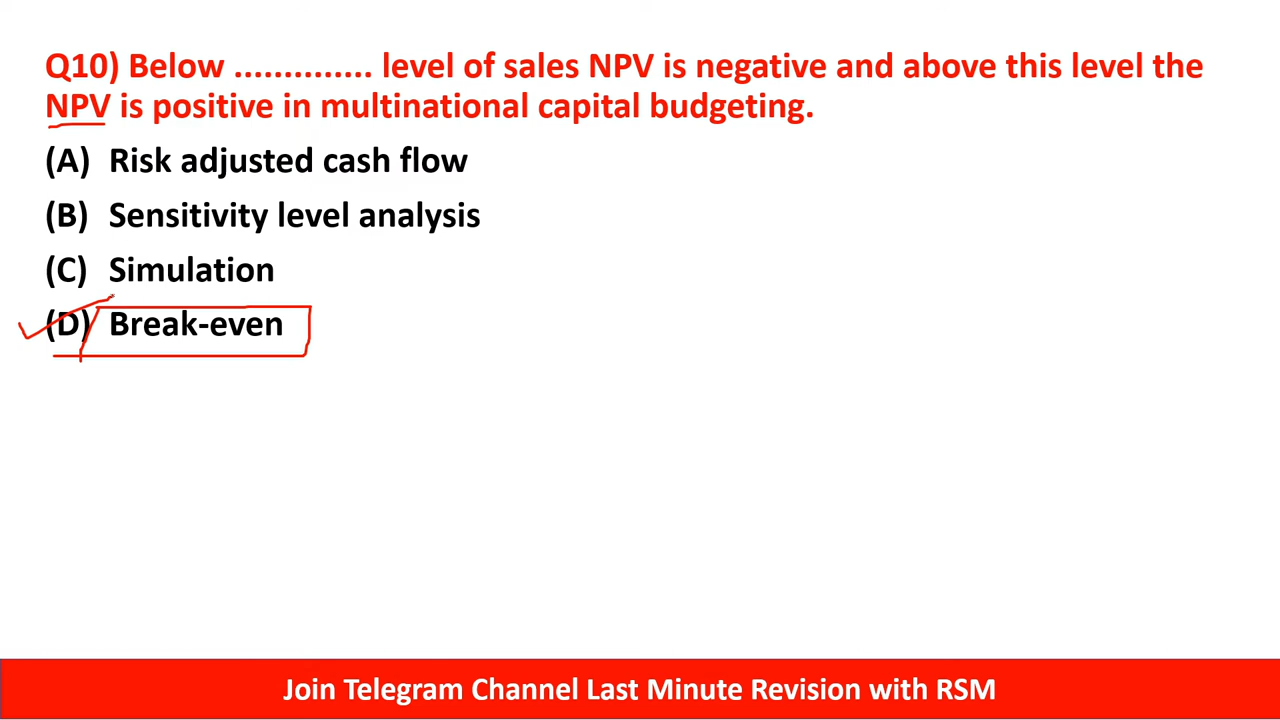 Q10) Below .............. level of sales NPV is negative and above this level the
NPV is positive in multinational capital budgeting.
(A) Risk adjusted cash flow
(B) Sensitivity level analysis
(C) Simulation
(D) Break-even
Join Telegram Channel Last Minute Revision with RSM